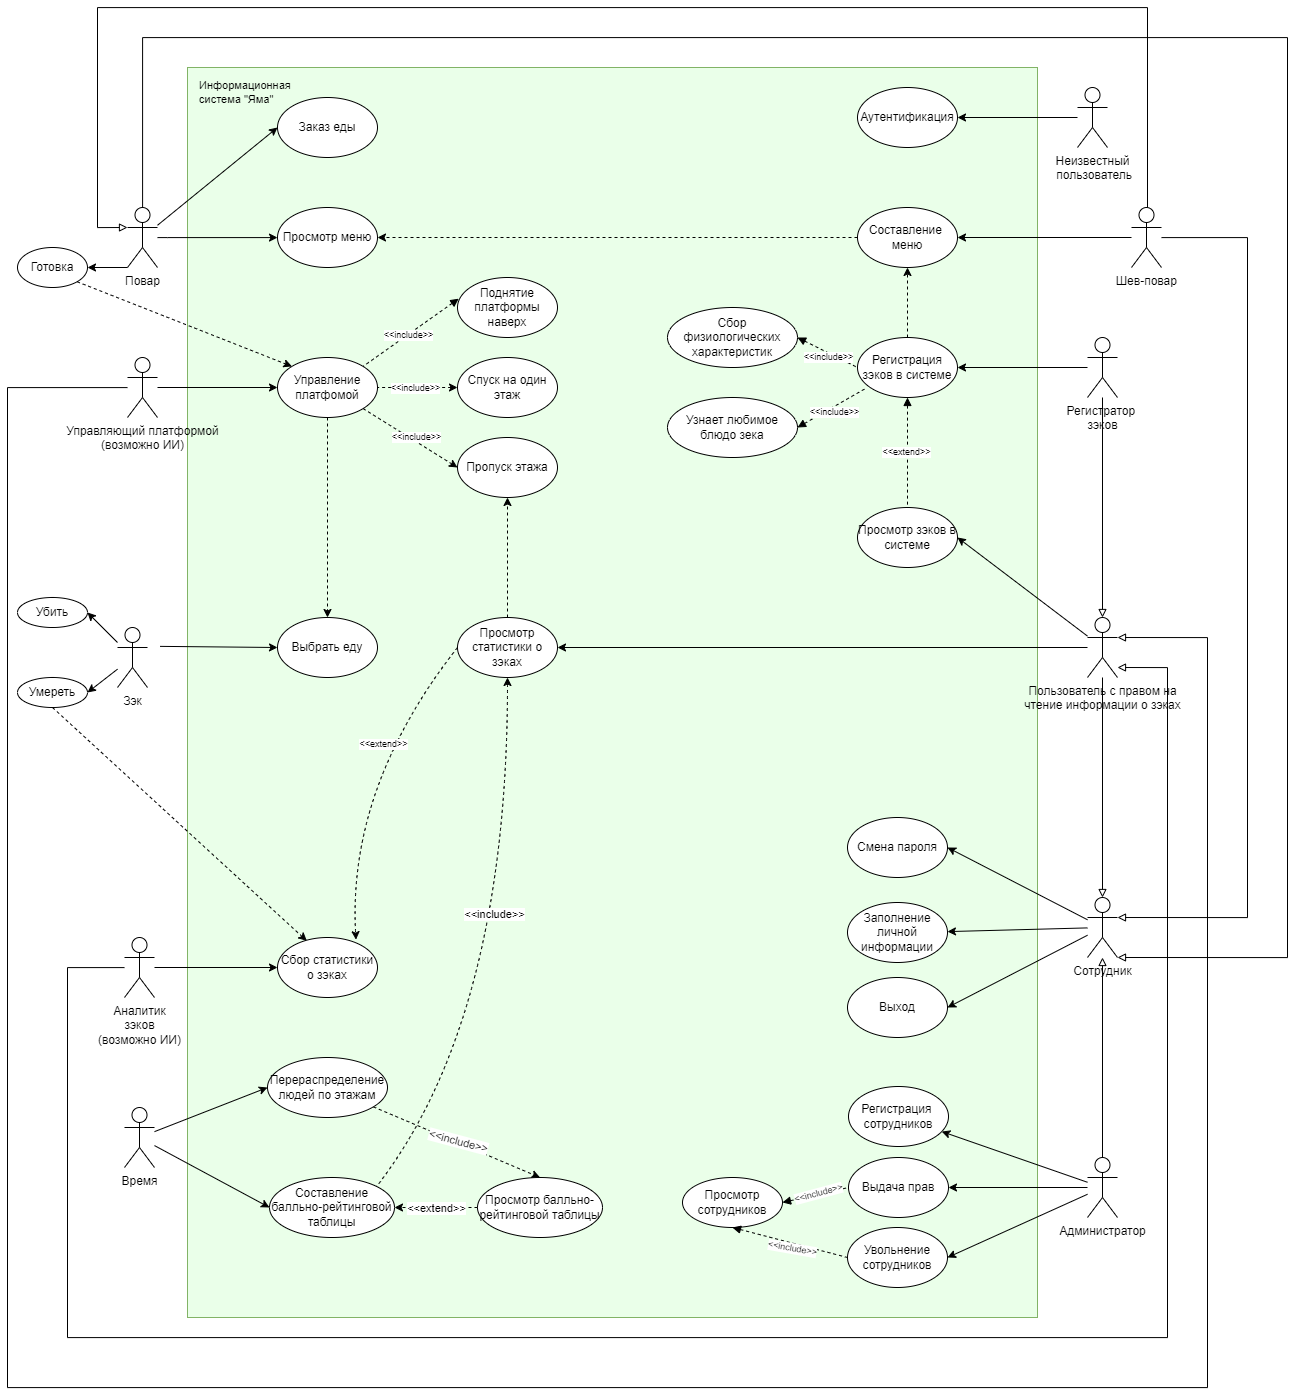 Информационная
система "Яма"
Заказ еды
Аутентификация
Неизвестный
пользователь
Просмотр меню
Составление
меню
Повар
Шев-повар
Готовка
Поднятие
платформы
наверх
<<include>>
Сбор
физиологических
характеристик
<<include>>
Регистрация
зэков в системе
Управление
платфомой
<<include>>
Спуск на один
этаж
Управляющий платформой
(возможно ИИ)
<<include>>
Узнает любимое
блюдо зека
<<include>>
Регистратор
зэков
Пропуск этажа
<<extend>>
Просмотр зэков в
системе
Убить
Зэк
Умереть
Выбрать еду
Просмотр
статистики о
зэках
Пользователь с правом на
чтение информации о зэках
<<extend>>
Смена пароля
<<include>>
Заполнение
личной
информации
Сбор статистики
о зэках
Сотрудник
Аналитик
зэков
(возможно ИИ)
Выход
Перераспределение
людей по этажам
<<include>>
Регистрация
сотрудников
Время
Составление
балльно-рейтинговой
таблицы
<<extend>>
Просмотр балльно-
рейтинговой таблицы
Просмотр
сотрудников
<<include>>
Выдача прав
Администратор
<<include>>
Увольнение
сотрудников